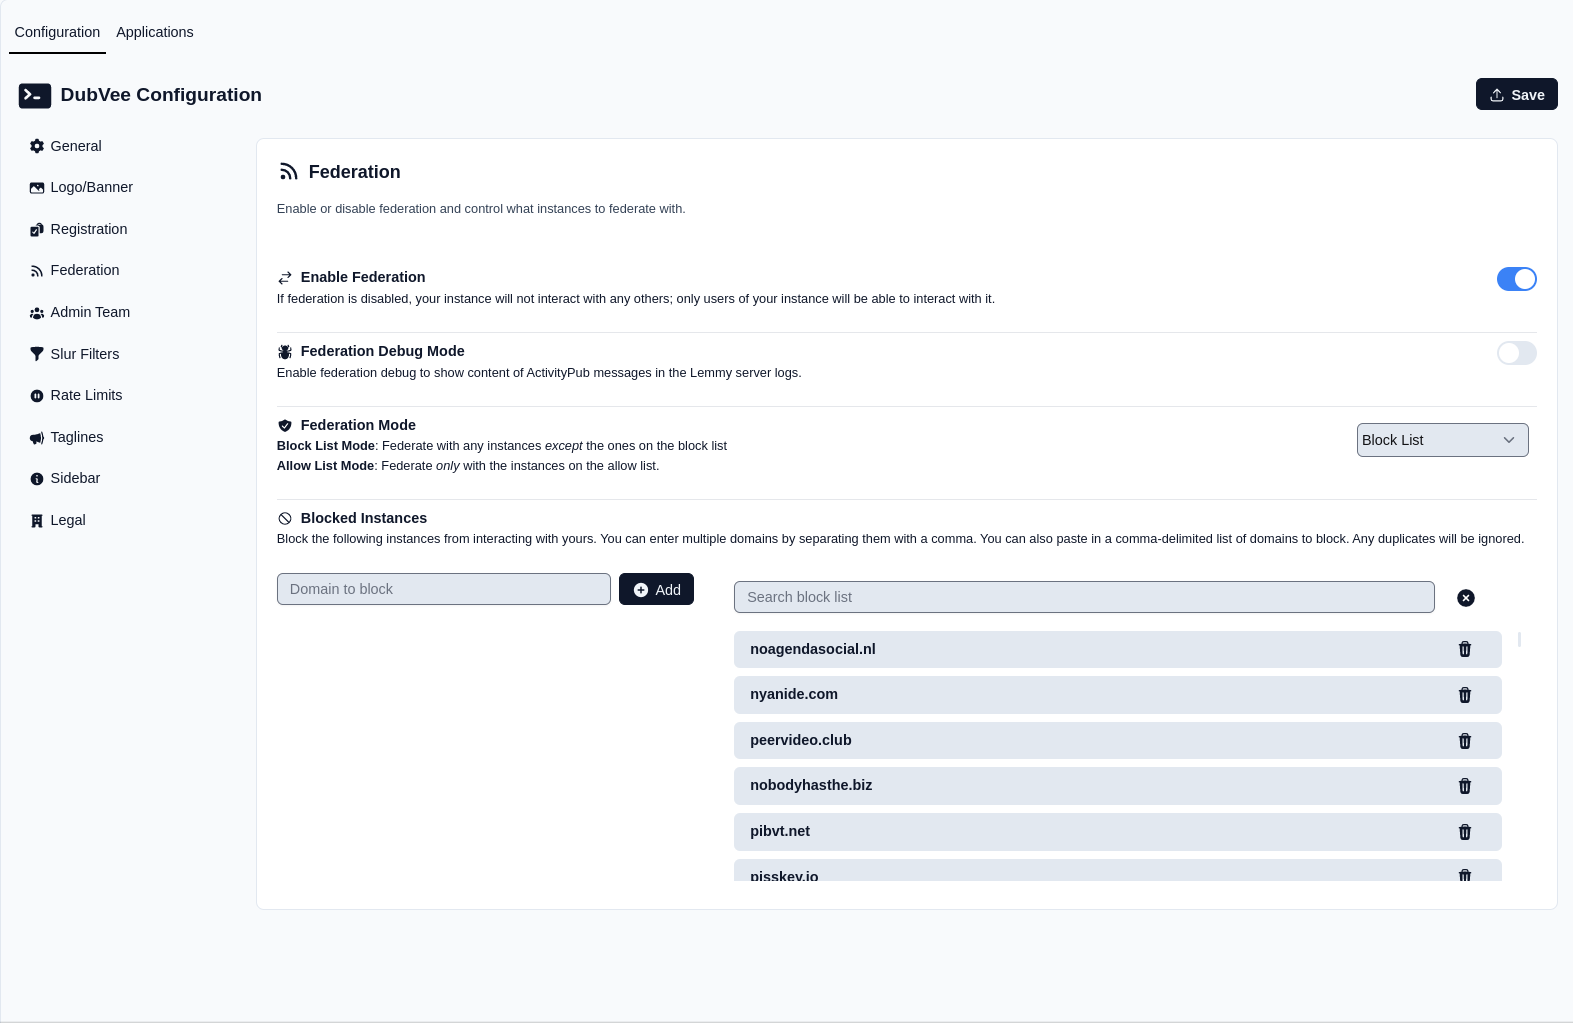 Configuration Applications
DubVee Configuration
Save
General
Logo/Banner
Registration
Federation
Admin Team
Slur Filters
Rate Limits
Taglines
Sidebar
Legal
Federation
Enable or disable federation and control what instances to federate with.
Enable Federation
If federation is disabled, your instance will not interact with any others; only users of your instance will be able to interact with it.
Federation Debug Mode
Enable federation debug to show content of ActivityPub messages in the Lemmy server logs.
Federation Mode
Block List Mode: Federate with any instances except the ones on the block list
Allow List Mode: Federate only with the instances on the allow list.
Block List
Blocked Instances
Block the following instances from interacting with yours. You can enter multiple domains by separating them with a comma. You can also paste in a comma-delimited list of domains to block. Any duplicates will be ignored.
Domain to block
Add
Search block list
noagendasocial.nl
nyanide.com
peervideo.club
nobodyhasthe.biz
pibvt.net
pisskey.io